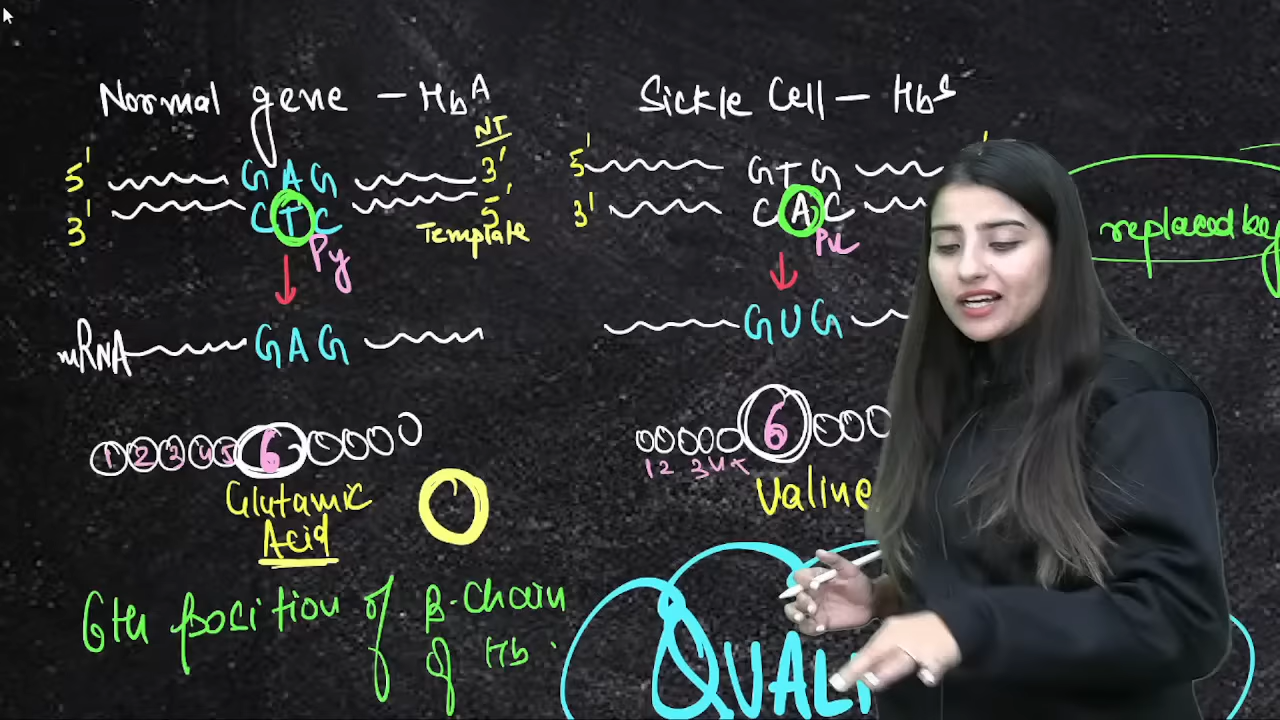 Normal gene - HbA
NT
5' GAG 3'
3' CTC 5'
Template
Py
mRNA GAG
1 2 3 4 5 6
Glutamic
Acid
6th position of β-Chain
of Hb.
Sickle Cell - HbS
5' GTG '
3' CAC
Pu
GUG
1 2 3 4 5 6
Valine
replaced by
QUALI